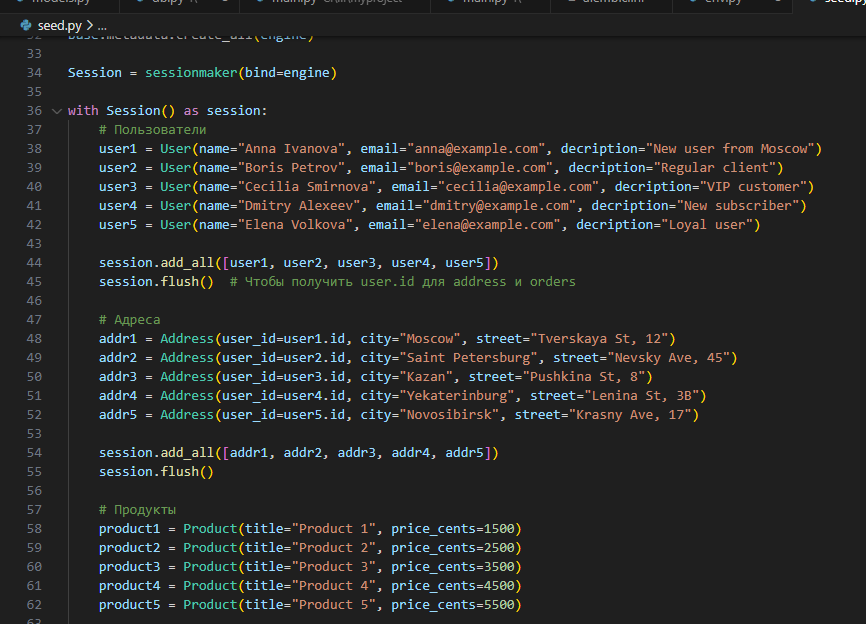 seed.py > ...
32 Base.metadata.create_all(engine)
33
34 Session = sessionmaker(bind=engine)
35
36 with Session() as session:
37 # Пользователи
38 user1 = User(name="Anna Ivanova", email="anna@example.com", decription="New user from Moscow")
39 user2 = User(name="Boris Petrov", email="boris@example.com", decription="Regular client")
40 user3 = User(name="Cecilia Smirnova", email="cecilia@example.com", decription="VIP customer")
41 user4 = User(name="Dmitry Alexeev", email="dmitry@example.com", decription="New subscriber")
42 user5 = User(name="Elena Volkova", email="elena@example.com", decription="Loyal user")
43
44 session.add_all([user1, user2, user3, user4, user5])
45 session.flush() # Чтобы получить user.id для address и orders
46
47 # Адреса
48 addr1 = Address(user_id=user1.id, city="Moscow", street="Tverskaya St, 12")
49 addr2 = Address(user_id=user2.id, city="Saint Petersburg", street="Nevsky Ave, 45")
50 addr3 = Address(user_id=user3.id, city="Kazan", street="Pushkina St, 8")
51 addr4 = Address(user_id=user4.id, city="Yekaterinburg", street="Lenina St, 3B")
52 addr5 = Address(user_id=user5.id, city="Novosibirsk", street="Krasny Ave, 17")
53
54 session.add_all([addr1, addr2, addr3, addr4, addr5])
55 session.flush()
56
57 # Продукты
58 product1 = Product(title="Product 1", price_cents=1500)
59 product2 = Product(title="Product 2", price_cents=2500)
60 product3 = Product(title="Product 3", price_cents=3500)
61 product4 = Product(title="Product 4", price_cents=4500)
62 product5 = Product(title="Product 5", price_cents=5500)
63